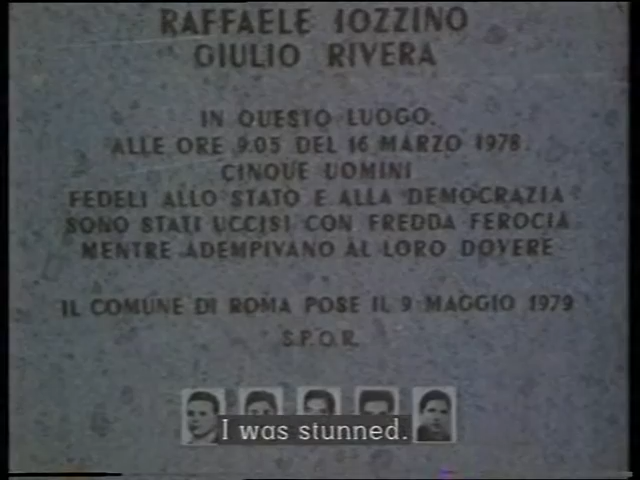 RAFFAELE IOZZINO
GIULIO RIVERA
IN QUESTO LUOGO.
ALLE ORE 9.05 DEL 16 MARZO 1978
CINQUE UOMINI
FEDELI ALLO STATO E ALLA DEMOCRAZIA
SONO STATI UCCISI CON FREDDA FEROCIA
MENTRE ADEMPIVANO AL LORO DOVERE
IL COMUNE DI ROMA POSE IL 9 MAGGIO 1979
S.P.Q.R.
I was stunned.